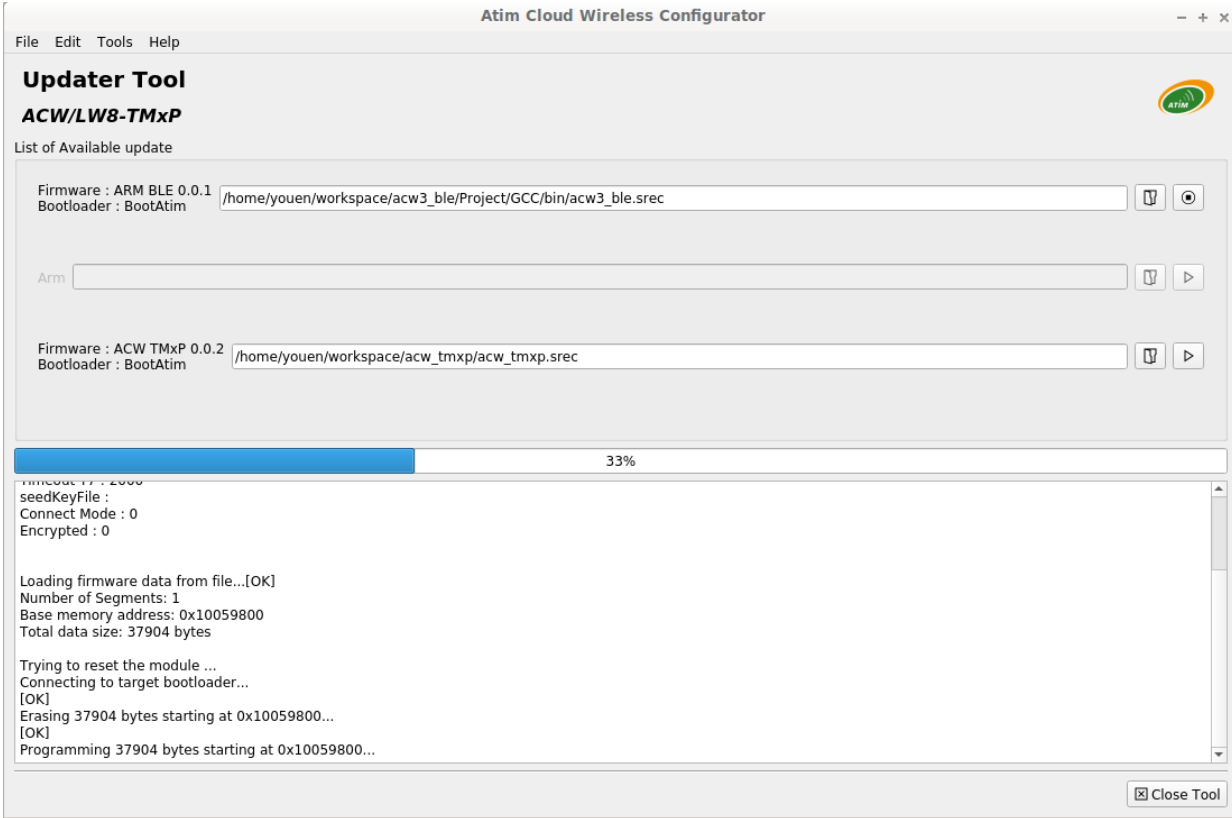 Atim Cloud Wireless Configurator
File Edit Tools Help
Updater Tool
ACW/LW8-TMxP
ATIM
List of Available update
Firmware : ARM BLE 0.0.1
Bootloader : BootAtim
/home/youen/workspace/acw3_ble/Project/GCC/bin/acw3_ble.srec
Arm
Firmware : ACW TMxP 0.0.2
Bootloader : BootAtim
/home/youen/workspace/acw_tmxp/acw_tmxp.srec
33%
Timeout T7 : 2000
seedKeyFile :
Connect Mode : 0
Encrypted : 0
Loading firmware data from file...[OK]
Number of Segments: 1
Base memory address: 0x10059800
Total data size: 37904 bytes
Trying to reset the module ...
Connecting to target bootloader...
[OK]
Erasing 37904 bytes starting at 0x10059800...
[OK]
Programming 37904 bytes starting at 0x10059800...
Close Tool